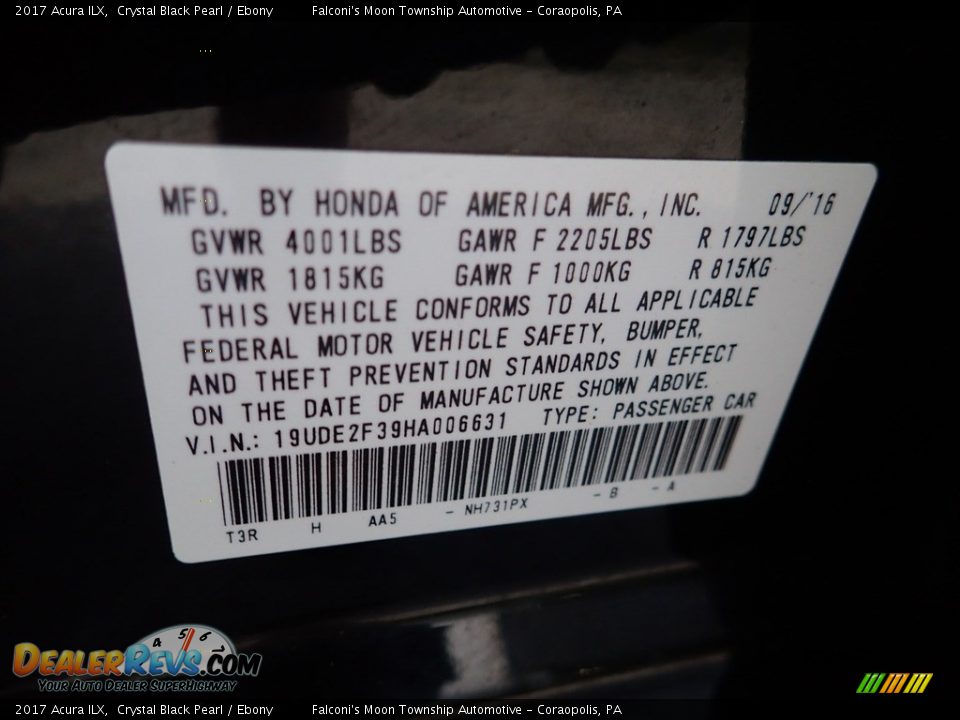 2017 Acura ILX,  Crystal Black Pearl / Ebony   Falconi's Moon Township Automotive - Coraopolis, PA
MFD. BY HONDA OF AMERICA MFG., INC. 09/'16
GVWR 4001LBS GAWR F 2205LBS R 1797LBS
GVWR 1815KG GAWR F 1000KG R 815KG
THIS VEHICLE CONFORMS TO ALL APPLICABLE
FEDERAL MOTOR VEHICLE SAFETY, BUMPER,
AND THEFT PREVENTION STANDARDS IN EFFECT
ON THE DATE OF MANUFACTURE SHOWN ABOVE.
V.I.N.: 19UDE2F39HA006631 TYPE: PASSENGER CAR
T3R H AA5 - NH731PX - B - A
4 5 6
DEALERREVS.COM
YOUR AUTO DEALER SUPERHIGHWAY
2017 Acura ILX,  Crystal Black Pearl / Ebony   Falconi's Moon Township Automotive - Coraopolis, PA